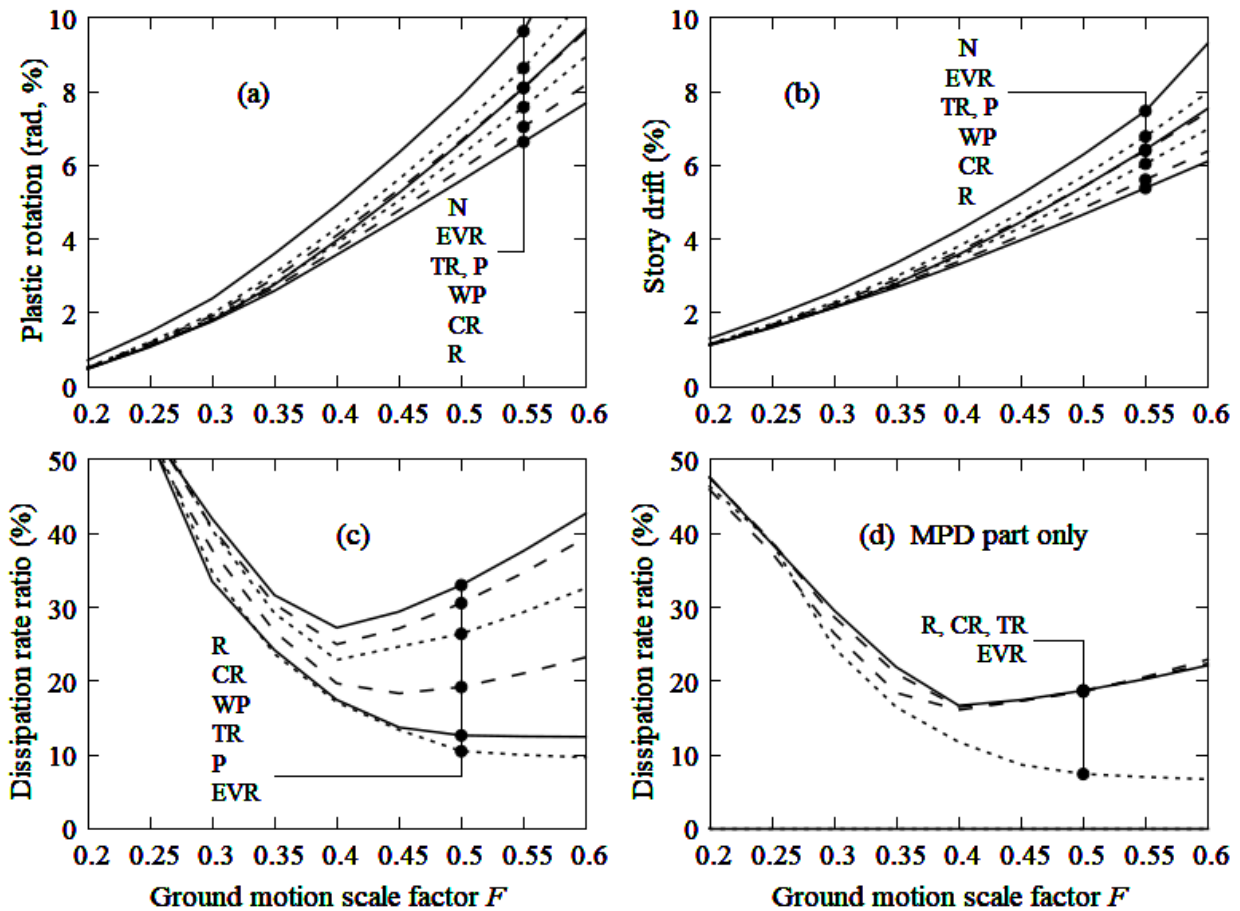 Plastic rotation (rad, %)
10
8
6
4
2
0
(a)
N
EVR
TR, P
WP
CR
R
0.2 0.25 0.3 0.35 0.4 0.45 0.5 0.55 0.6
Story drift (%)
10
8
6
4
2
0
(b)
N
EVR
TR, P
WP
CR
R
0.2 0.25 0.3 0.35 0.4 0.45 0.5 0.55 0.6
Dissipation rate ratio (%)
50
40
30
20
10
0
(c)
R
CR
WP
TR
P
EVR
0.2 0.25 0.3 0.35 0.4 0.45 0.5 0.55 0.6
Ground motion scale factor F
Dissipation rate ratio (%)
50
40
30
20
10
0
(d) MPD part only
R, CR, TR
EVR
0.2 0.25 0.3 0.35 0.4 0.45 0.5 0.55 0.6
Ground motion scale factor F